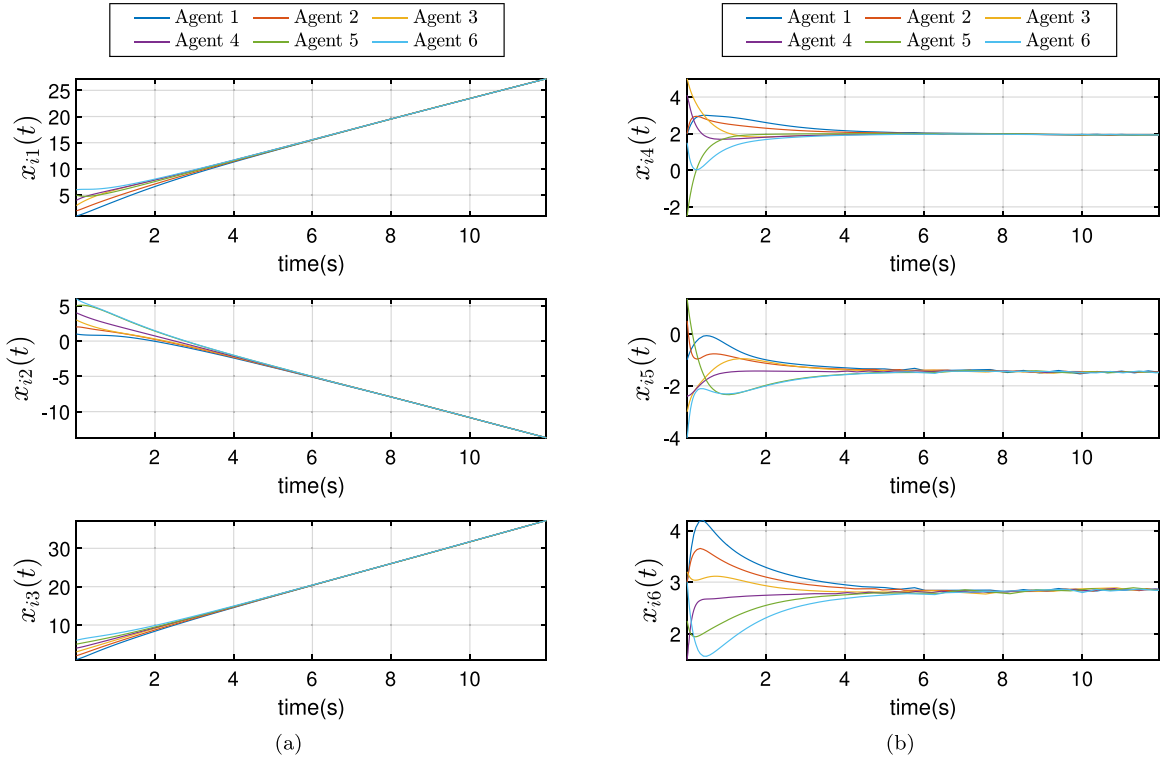 Agent 1 Agent 2 Agent 3
Agent 4 Agent 5 Agent 6
25
20
15
10
5
x_{i1}(t)
2 4 6 8 10
time(s)
5
0
-5
-10
x_{i2}(t)
2 4 6 8 10
time(s)
30
20
10
x_{i3}(t)
2 4 6 8 10
time(s)
(a)
Agent 1 Agent 2 Agent 3
Agent 4 Agent 5 Agent 6
4
2
0
-2
x_{i4}(t)
2 4 6 8 10
time(s)
0
-2
-4
x_{i5}(t)
2 4 6 8 10
time(s)
4
3
2
x_{i6}(t)
2 4 6 8 10
time(s)
(b)